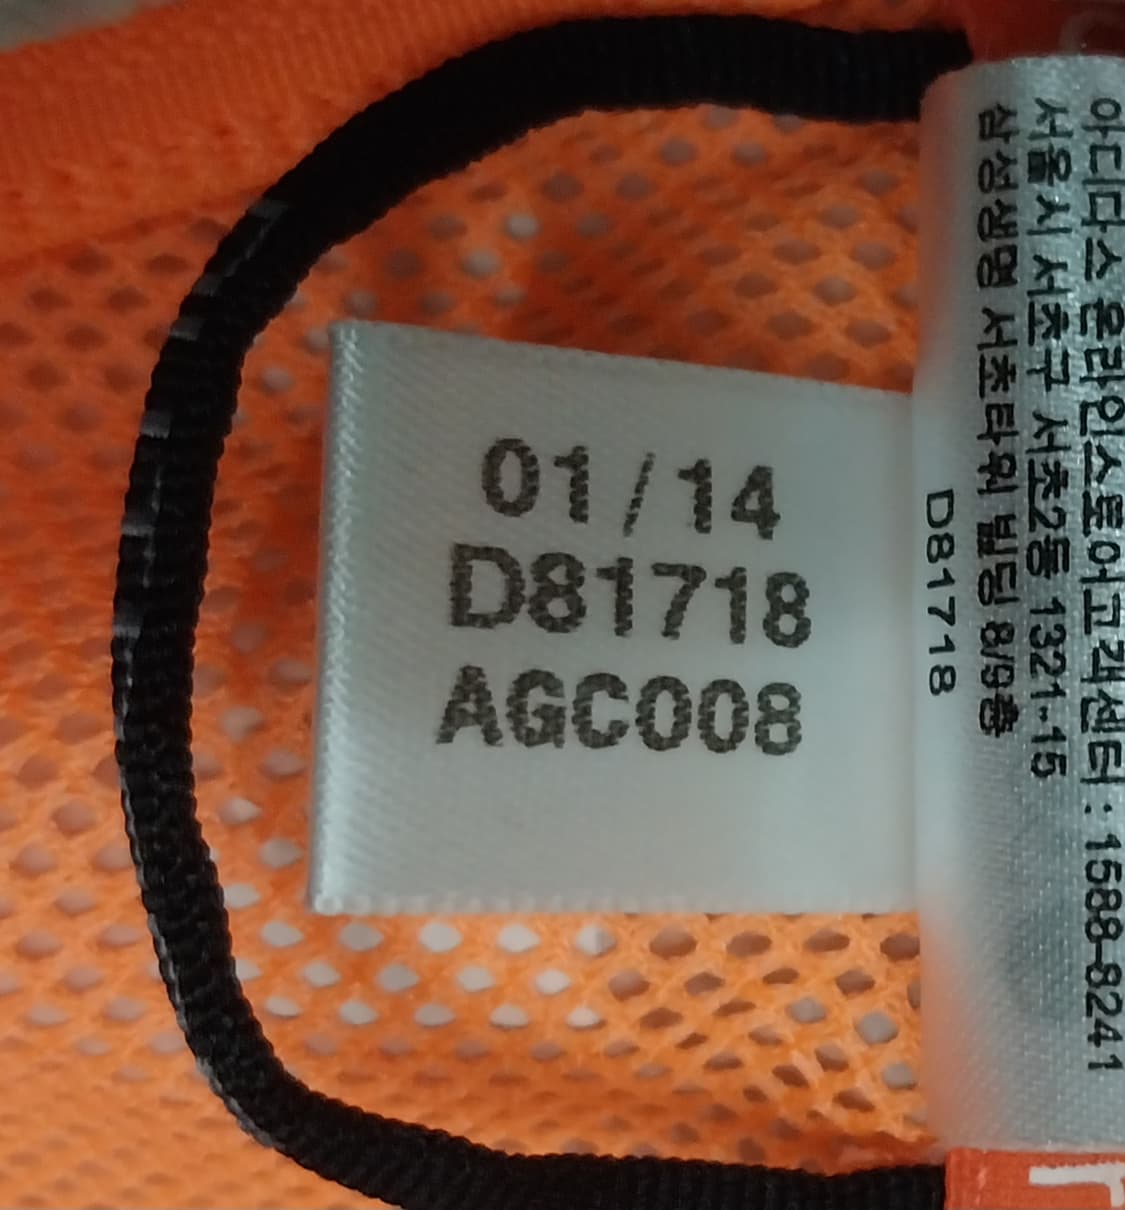 01/14
D81718
AGC008
아디다스 온라인스토어고객센터 : 1588-8241
서울시 서초구 서초2동 1321-15
삼성생명 서초타워 빌딩 8/9층
D81718